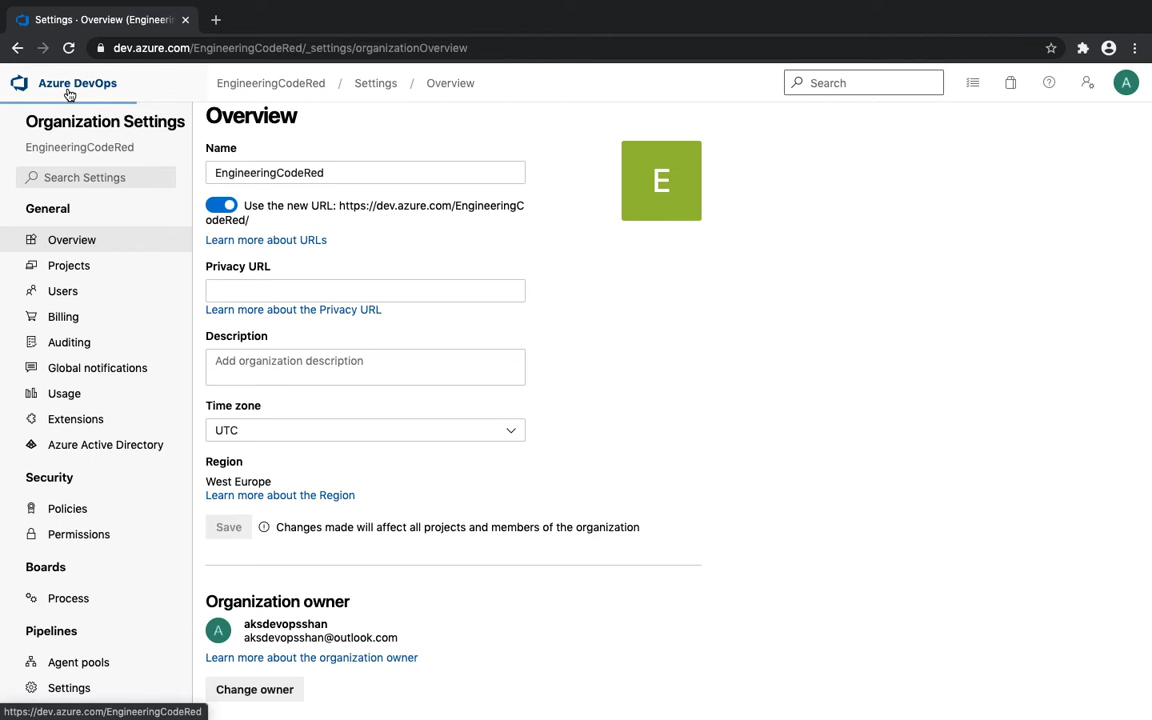 Settings · Overview (Engineerin
dev.azure.com/EngineeringCodeRed/_settings/organizationOverview
Azure DevOps
EngineeringCodeRed / Settings / Overview
Search
A
Organization Settings
EngineeringCodeRed
Search Settings
General
Overview
Projects
Users
Billing
Auditing
Global notifications
Usage
Extensions
Azure Active Directory
Security
Policies
Permissions
Boards
Process
Pipelines
Agent pools
Settings
https://dev.azure.com/EngineeringCodeRed
Overview
Name
EngineeringCodeRed
Use the new URL: https://dev.azure.com/EngineeringC
odeRed/
Learn more about URLs
Privacy URL
Learn more about the Privacy URL
Description
Add organization description
Time zone
UTC
Region
West Europe
Learn more about the Region
Save Changes made will affect all projects and members of the organization
E
Organization owner
A
aksdevopsshan
aksdevopsshan@outlook.com
Learn more about the organization owner
Change owner